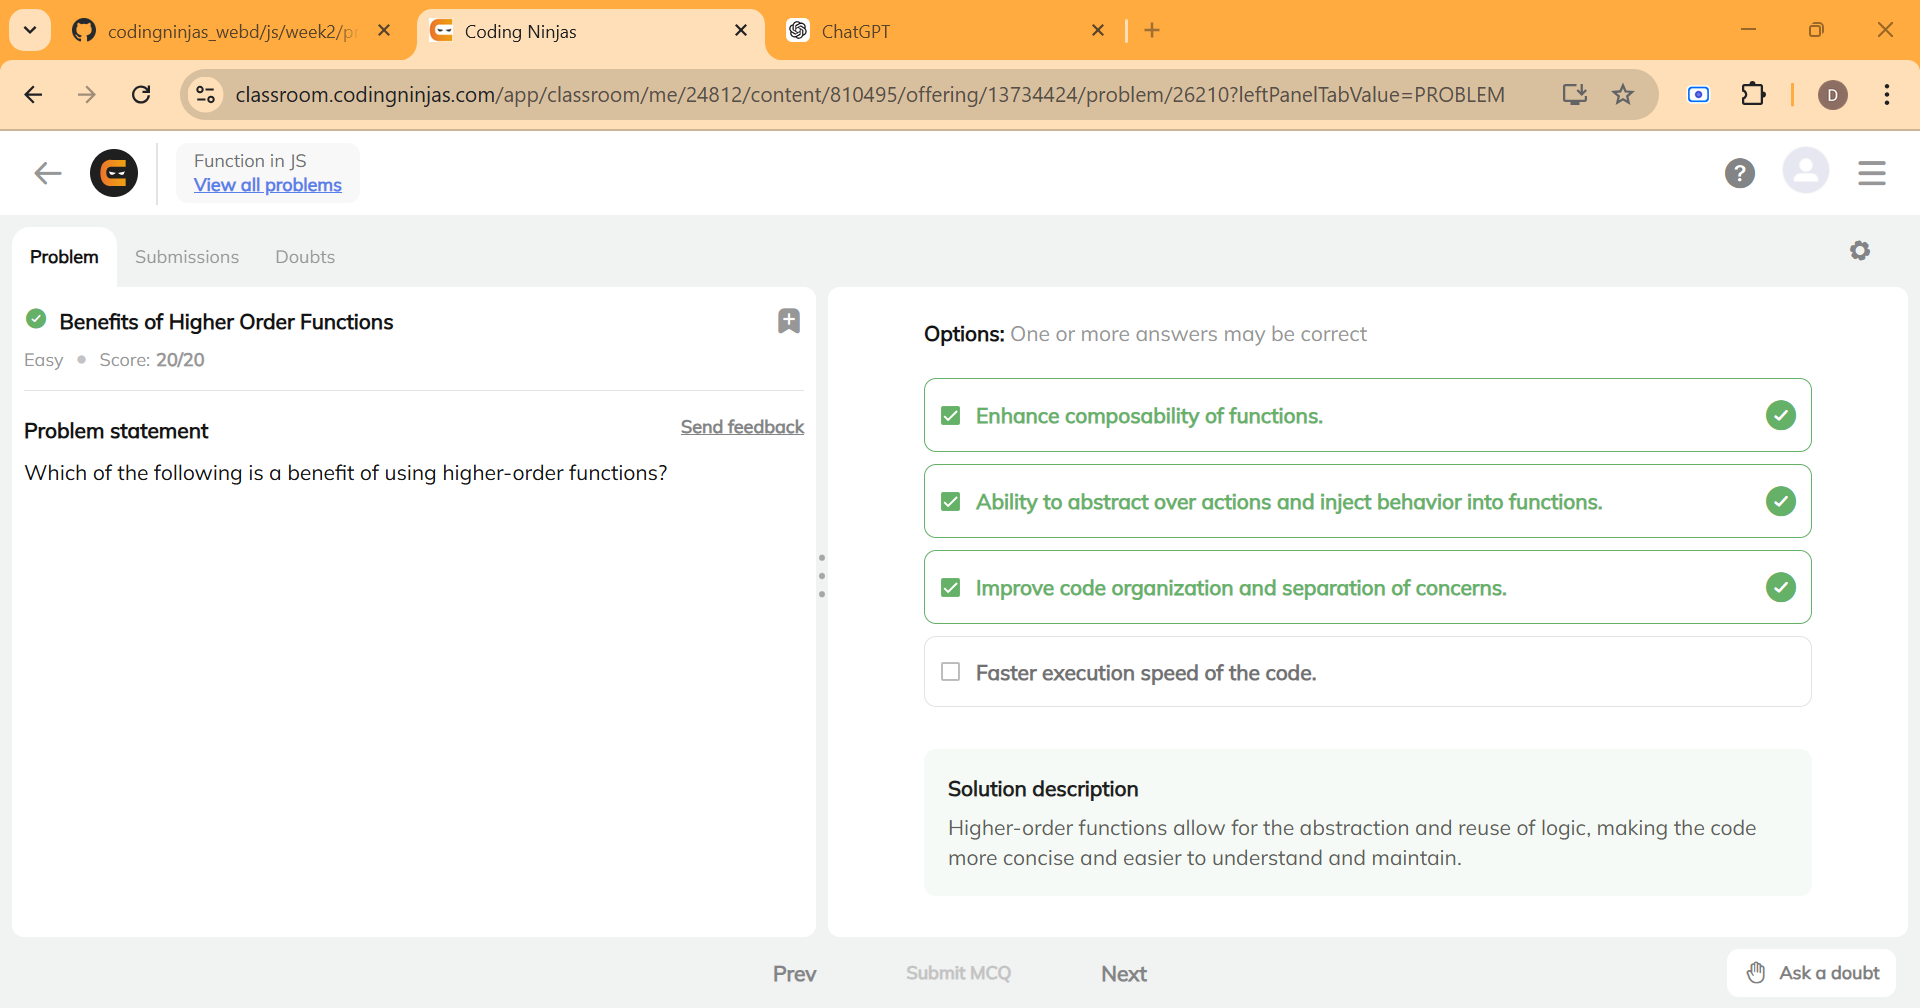 codingninjas_webd/js/week2/p
Coding Ninjas
ChatGPT
classroom.codingninjas.com/app/classroom/me/24812/content/810495/offering/13734424/problem/26210?leftPanelTabValue=PROBLEM
D
Function in JS
View all problems
?
Problem
Submissions
Doubts
Benefits of Higher Order Functions
Easy • Score: 20/20
Problem statement
Send feedback
Which of the following is a benefit of using higher-order functions?
Options: One or more answers may be correct
Enhance composability of functions.
Ability to abstract over actions and inject behavior into functions.
Improve code organization and separation of concerns.
Faster execution speed of the code.
Solution description
Higher-order functions allow for the abstraction and reuse of logic, making the code
more concise and easier to understand and maintain.
Prev
Submit MCQ
Next
Ask a doubt